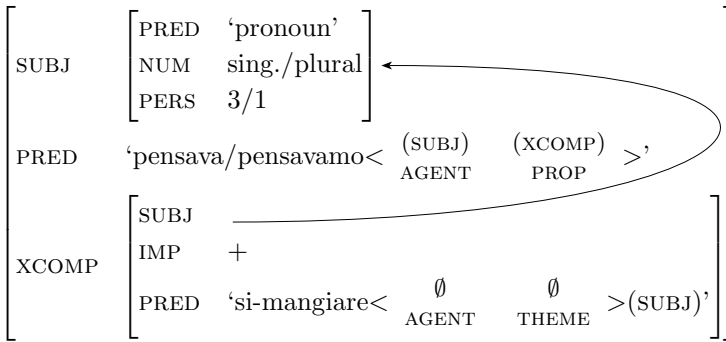 PRED ‘pronoun’
SUBJ NUM sing./plural
PERS 3/1
(SUBJ) (XCOMP)
PRED ‘pensava/pensavamo< >’
AGENT PROP
SUBJ
IMP +
XCOMP
∅ ∅
PRED ‘si-mangiare< >(SUBJ)’
AGENT THEME